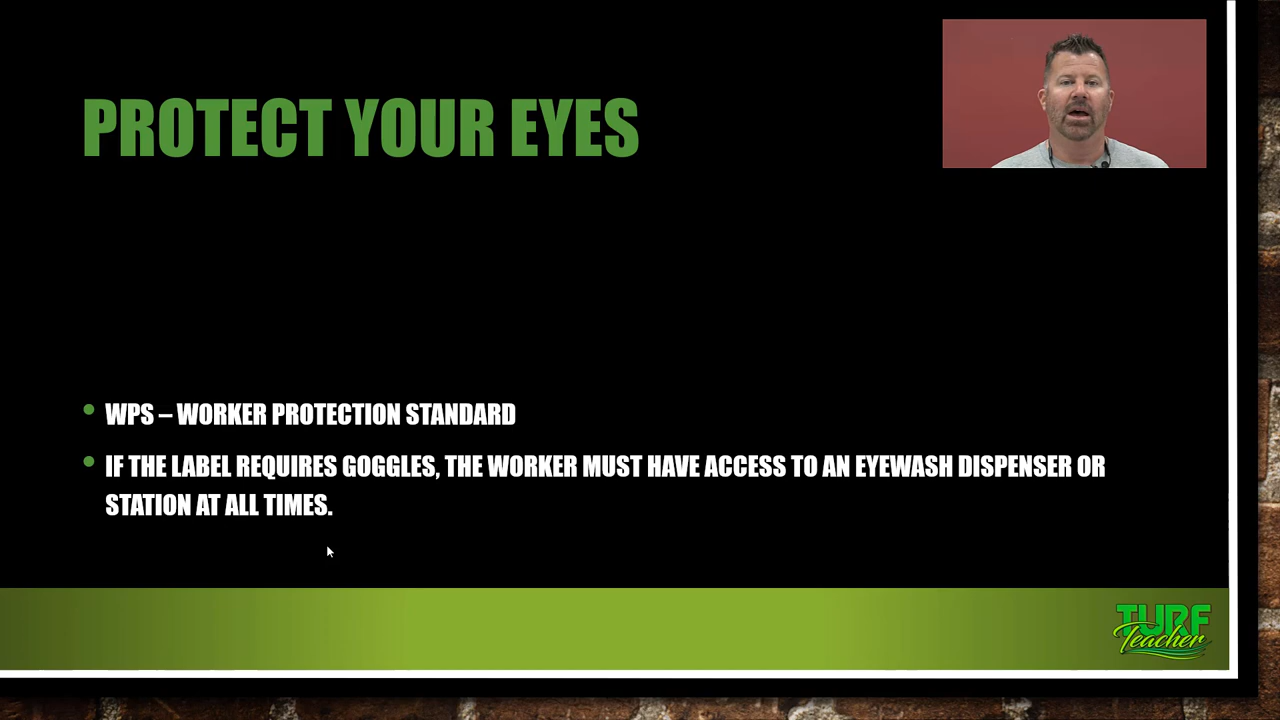 PROTECT YOUR EYES
• WPS – WORKER PROTECTION STANDARD
• IF THE LABEL REQUIRES GOGGLES, THE WORKER MUST HAVE ACCESS TO AN EYEWASH DISPENSER OR
STATION AT ALL TIMES.
TURF
Teacher